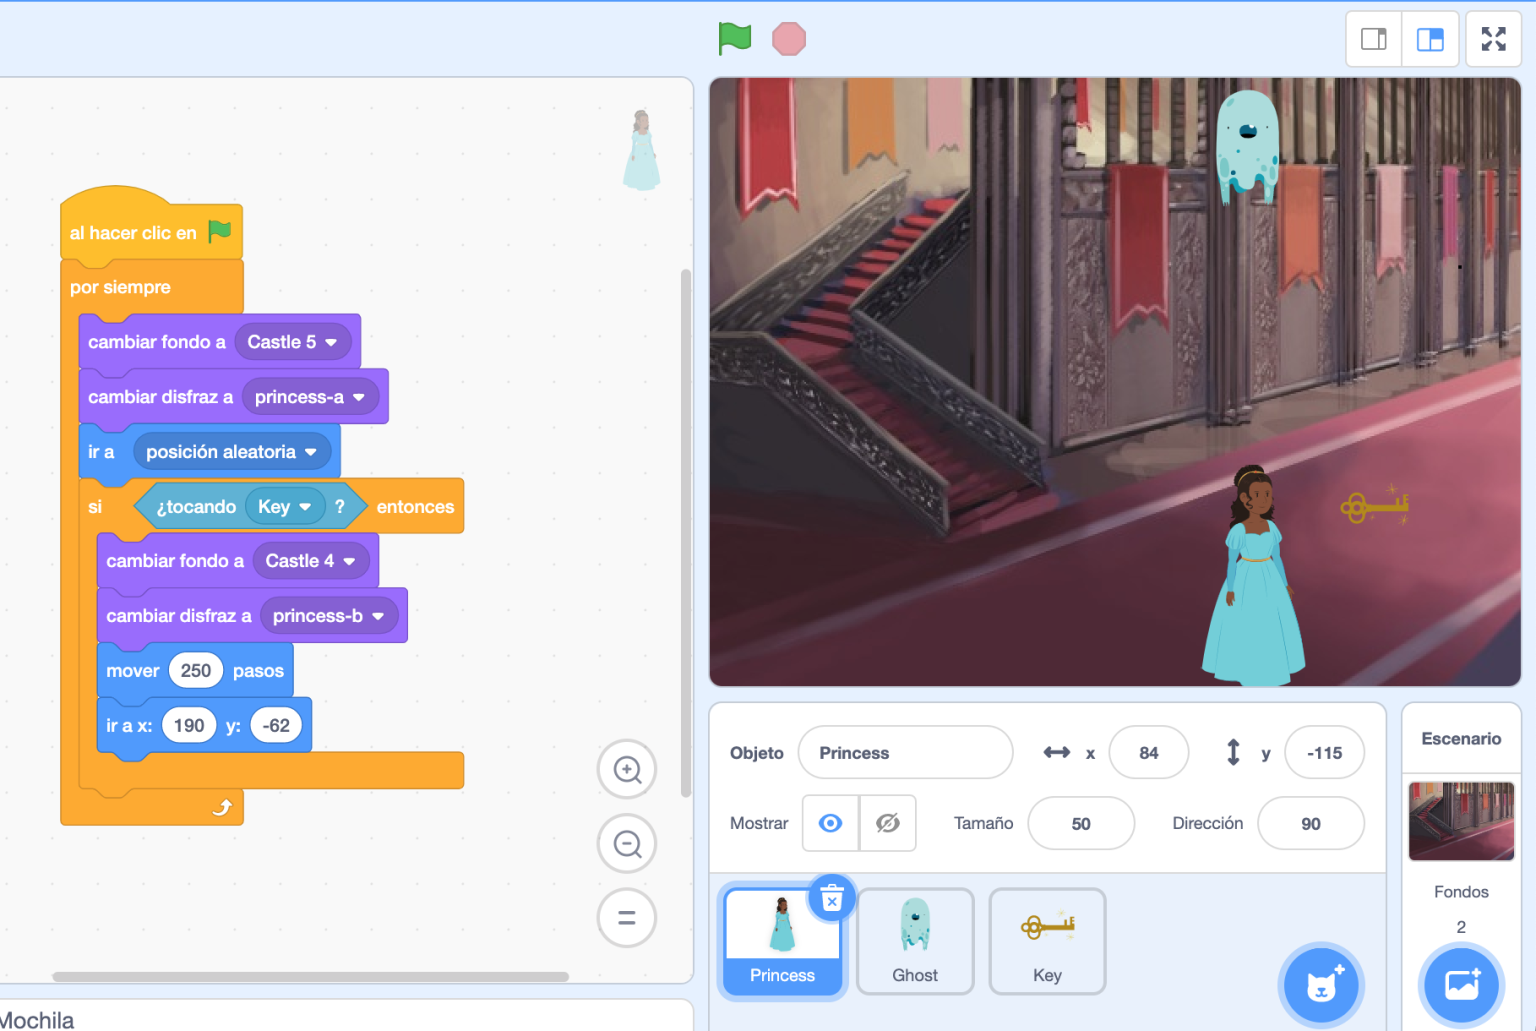 al hacer clic en
por siempre
cambiar fondo a Castle 5
cambiar disfraz a princess-a
ir a posición aleatoria
si ¿tocando Key ? entonces
cambiar fondo a Castle 4
cambiar disfraz a princess-b
mover 250 pasos
ir a x: 190 y: -62
Mochila
Objeto Princess x 84 y -115
Mostrar Tamaño 50 Dirección 90
Princess
Ghost
Key
Escenario
Fondos
2